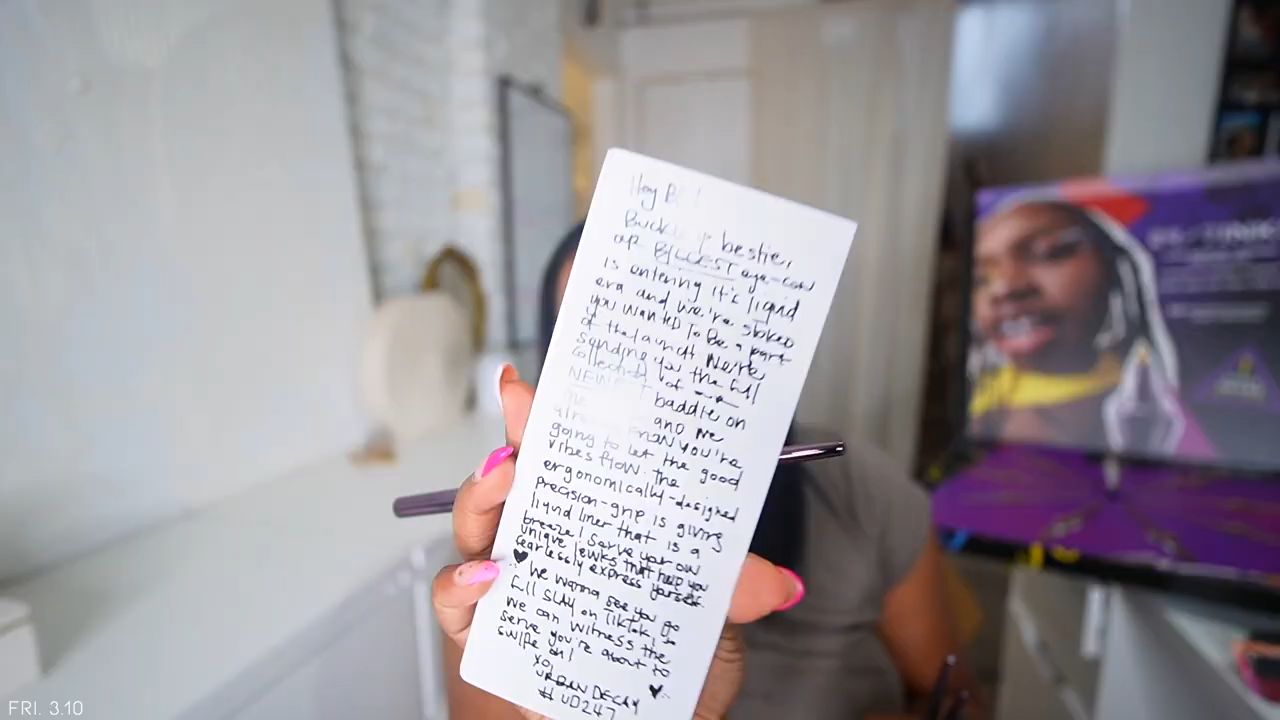 Hey
bestie,
our BIGGEST eye-con
is entering it's liquid
era and we're stoked
you wanted to be a part
of the launch we're
sending you the full
collection of our
NEWEST baddie on
and we
already know you're
going to let the good
vibes flow. the
ergonomically-designed
precision-grip is giving
liquid liner that is a
breeze! Serve your own
unique lewks that help you
fearlessly express yourself.
♥ We wanna see you go
full slay on TikTok, so
we can witness the
serve you're about to
swipe on!
xo,
URBAN DECAY ♥
#UD247
FRI. 3.10